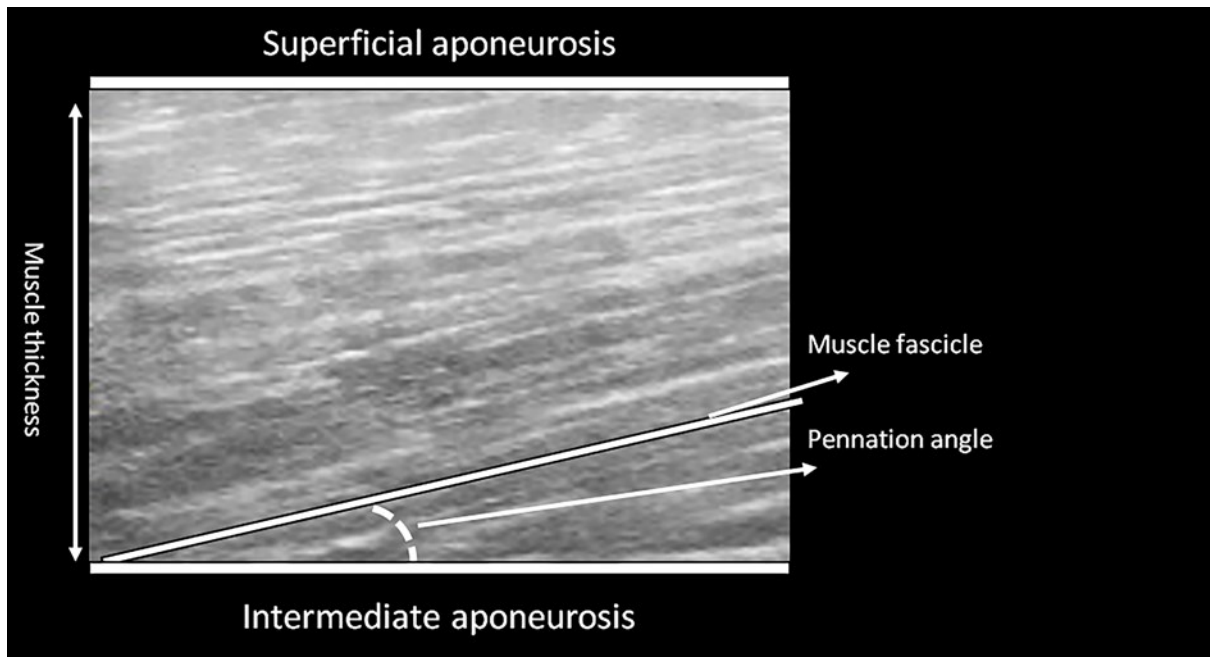 Superficial aponeurosis
Muscle thickness
Muscle fascicle
Pennation angle
Intermediate aponeurosis